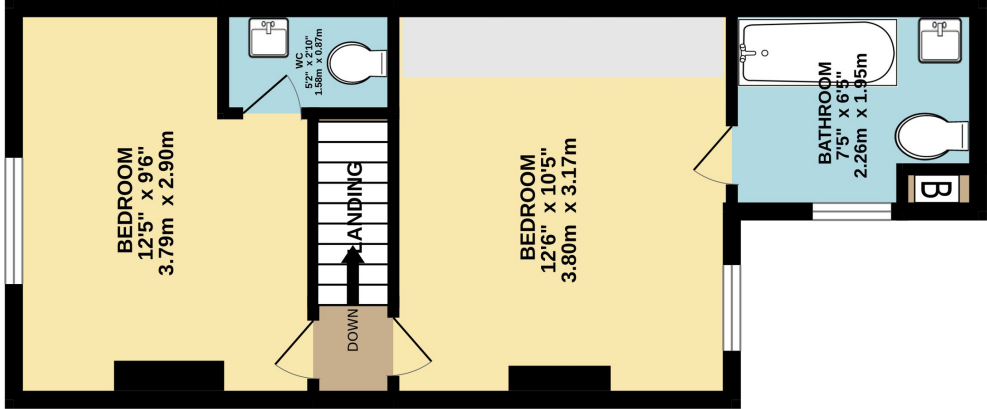 BEDROOM
12'5" x 9'6"
3.79m x 2.90m
WC
5'2" x 2'10"
1.58m x 0.87m
LANDING
DOWN
BEDROOM
12'6" x 10'5"
3.80m x 3.17m
BATHROOM
7'5" x 6'5"
2.26m x 1.95m
B